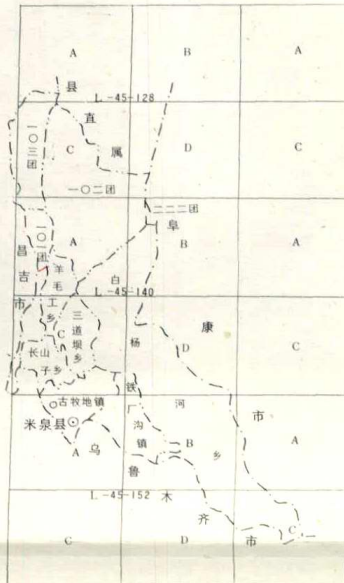 A
B
A
县
L-45-128
一〇三团
直
属
C
D
C
一〇二团
二二二团
阜
一〇一团
A
B
A
昌吉市
羊毛工乡
白
L-45-140
三道坝乡
杨
康
C
长山子乡
D
C
铁厂沟镇
河
市
古牧地镇
米泉县
A
乌
B
乡
A
鲁
L-45-152
木
齐
市
C
C
D